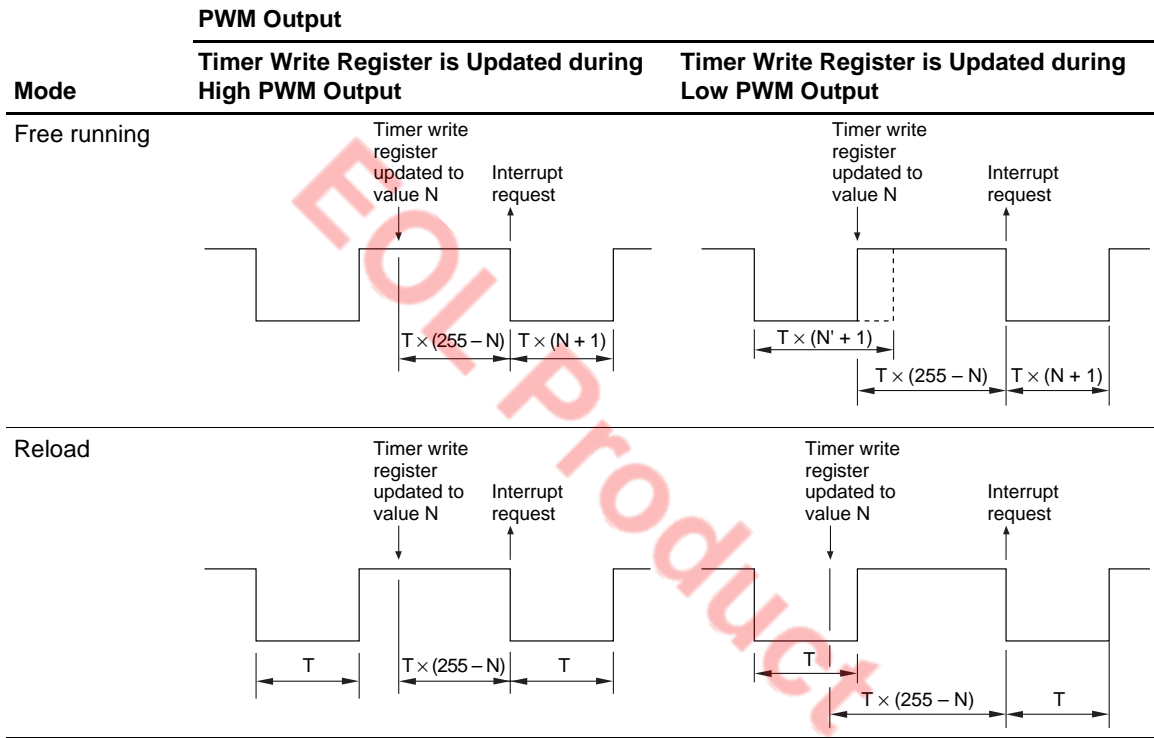 PWM Output
Mode
Timer Write Register is Updated during
High PWM Output
Timer Write Register is Updated during
Low PWM Output
Free running
Timer write
register
updated to
value N
Interrupt
request
T × (255 – N)
T × (N + 1)
Timer write
register
updated to
value N
Interrupt
request
T × (N' + 1)
T × (255 – N)
T × (N + 1)
Reload
Timer write
register
updated to
value N
Interrupt
request
T
T × (255 – N)
T
Timer write
register
updated to
value N
Interrupt
request
T
T × (255 – N)
T
EOL Product